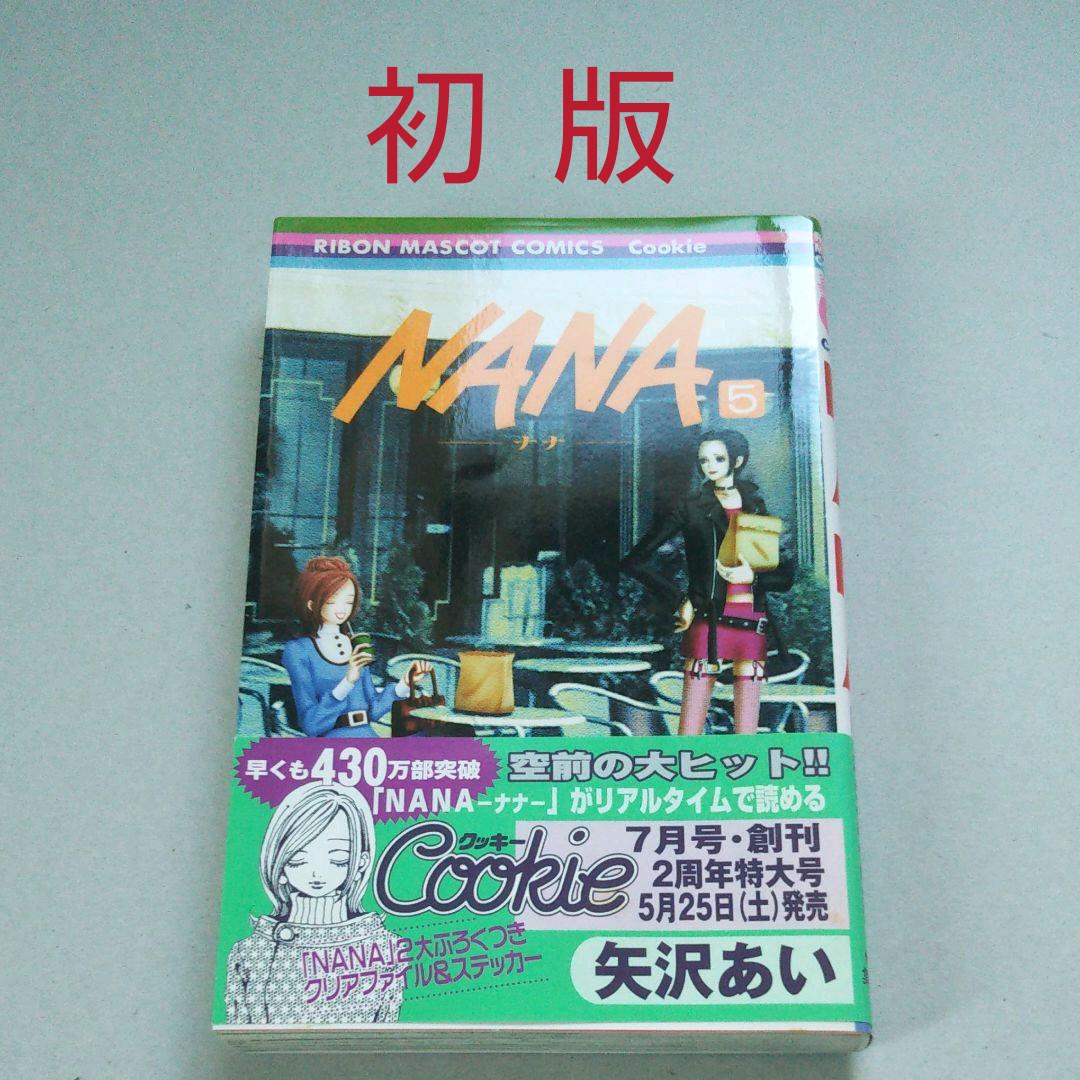 初 版
RIBON MASCOT COMICS Cookie
NANA 5
ナナ
早くも430万部突破
空前の大ヒット!!
「NANA－ナナ－」がリアルタイムで読める
クッキー
Cookie
7月号・創刊
2周年特大号
5月25日(土)発売
「NANA」2大ふろくつき
クリアファイル&ステッカー
矢沢あい